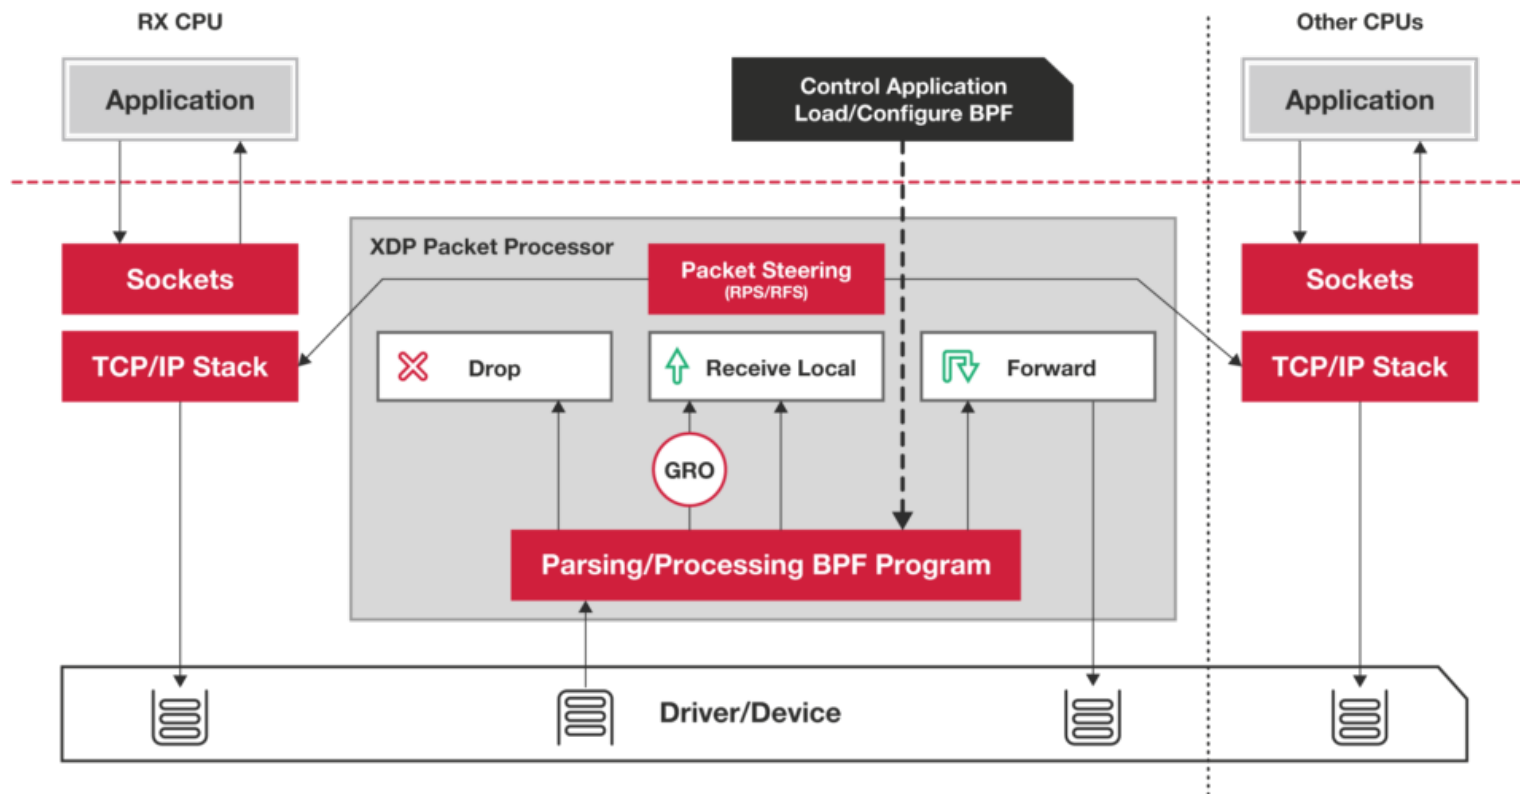 RX CPU
Other CPUs
Application
Control Application
Load/Configure BPF
Application
XDP Packet Processor
Sockets
Packet Steering
(RPS/RFS)
Sockets
TCP/IP Stack
Drop
Receive Local
Forward
TCP/IP Stack
GRO
Parsing/Processing BPF Program
Driver/Device